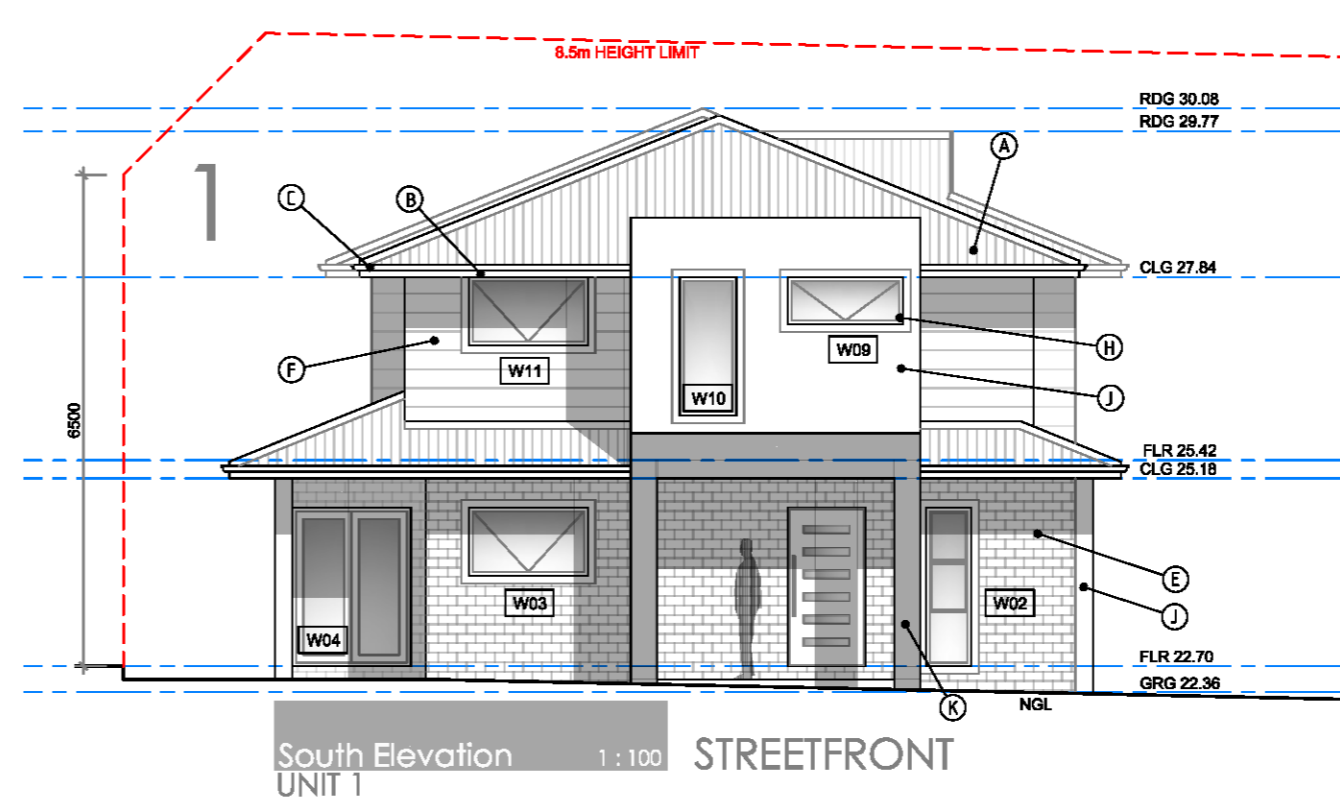 8.5m HEIGHT LIMIT
RDG 30.08
RDG 29.77
A
1
C
B
CLG 27.84
H
W09
F
W11
J
W10
6500
FLR 25.42
CLG 25.18
E
W03
W02
J
W04
FLR 22.70
GRG 22.36
K
NGL
South Elevation 1 : 100 STREETFRONT
UNIT 1